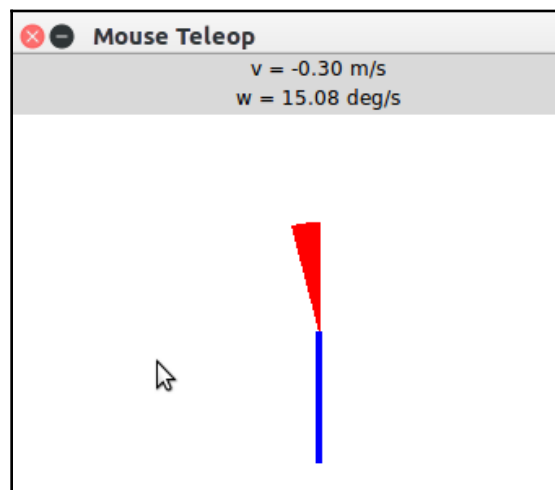 Mouse Teleop
v = -0.30 m/s
w = 15.08 deg/s